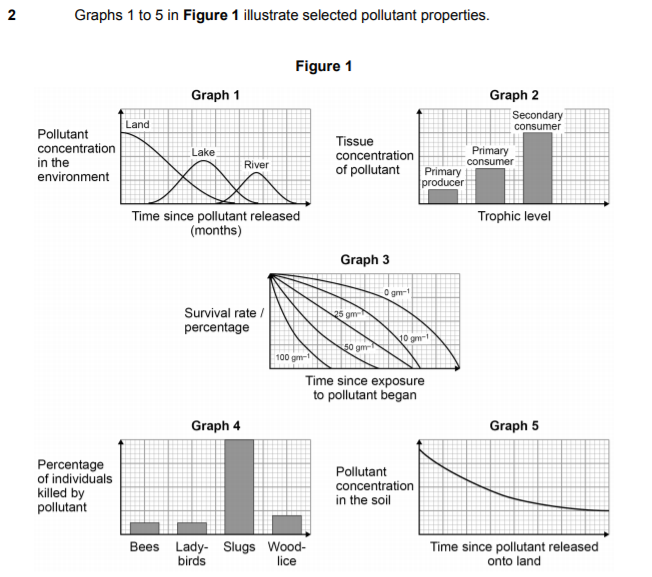 2 Graphs 1 to 5 in Figure 1 illustrate selected pollutant properties.
Figure 1
Graph 1
Pollutant
concentration
in the
environment
Land
Lake
River
Time since pollutant released
(months)
Graph 2
Tissue
concentration
of pollutant
Primary
producer
Primary
consumer
Secondary
consumer
Trophic level
Graph 3
Survival rate /
percentage
0 gm⁻¹
25 gm⁻¹
10 gm⁻¹
50 gm⁻¹
100 gm⁻¹
Time since exposure
to pollutant began
Graph 4
Percentage
of individuals
killed by
pollutant
Bees Lady- Slugs Wood-
birds lice
Graph 5
Pollutant
concentration
in the soil
Time since pollutant released
onto land